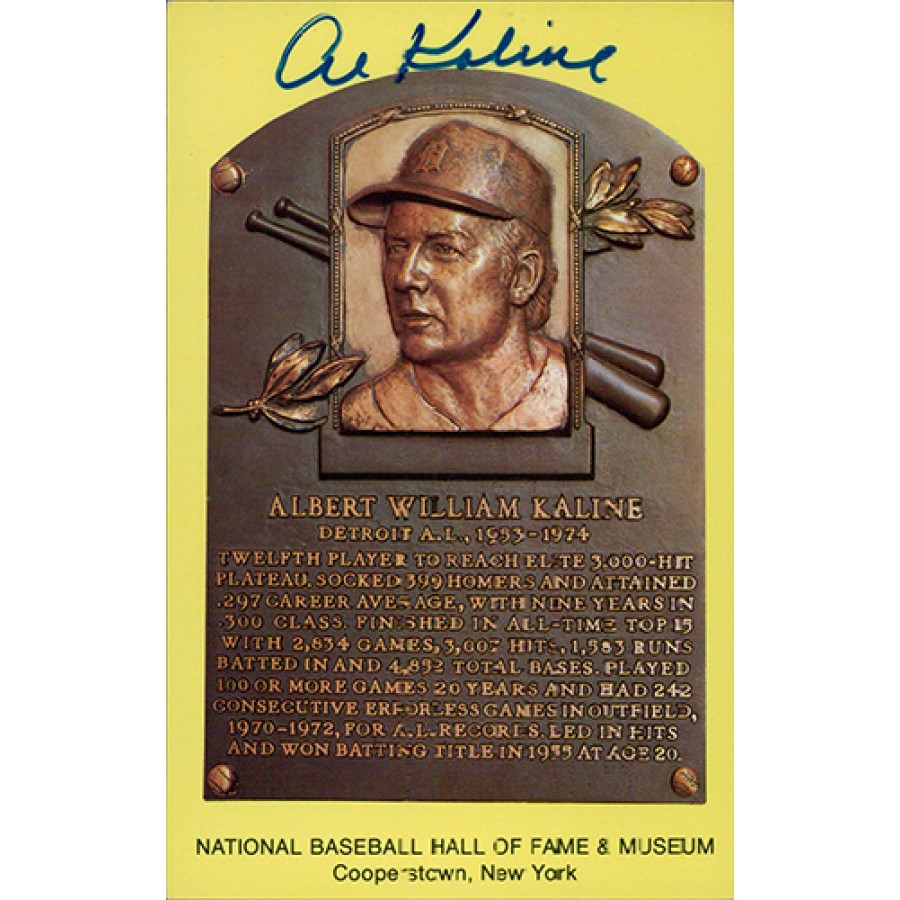 Al Kaline
D
ALBERT WILLIAM KALINE
DETROIT A.L., 1953-1974
TWELFTH PLAYER TO REACH ELITE 3,000-HIT
PLATEAU. SOCKED 399 HOMERS AND ATTAINED
.297 CAREER AVERAGE, WITH NINE YEARS IN
.300 CLASS. FINISHED IN ALL-TIME TOP 15
WITH 2,834 GAMES, 3,007 HITS, 1,583 RUNS
BATTED IN AND 4,852 TOTAL BASES. PLAYED
100 OR MORE GAMES 20 YEARS AND HAD 242
CONSECUTIVE ERRORLESS GAMES IN OUTFIELD,
1970-1972, FOR A.L. RECORDS. LED IN HITS
AND WON BATTING TITLE IN 1955 AT AGE 20.
NATIONAL BASEBALL HALL OF FAME & MUSEUM
Cooperstown, New York